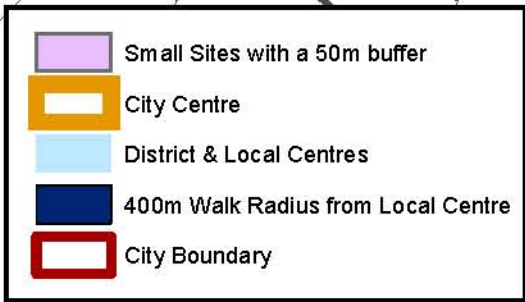 Small Sites with a 50m buffer
City Centre
District & Local Centres
400m Walk Radius from Local Centre
City Boundary